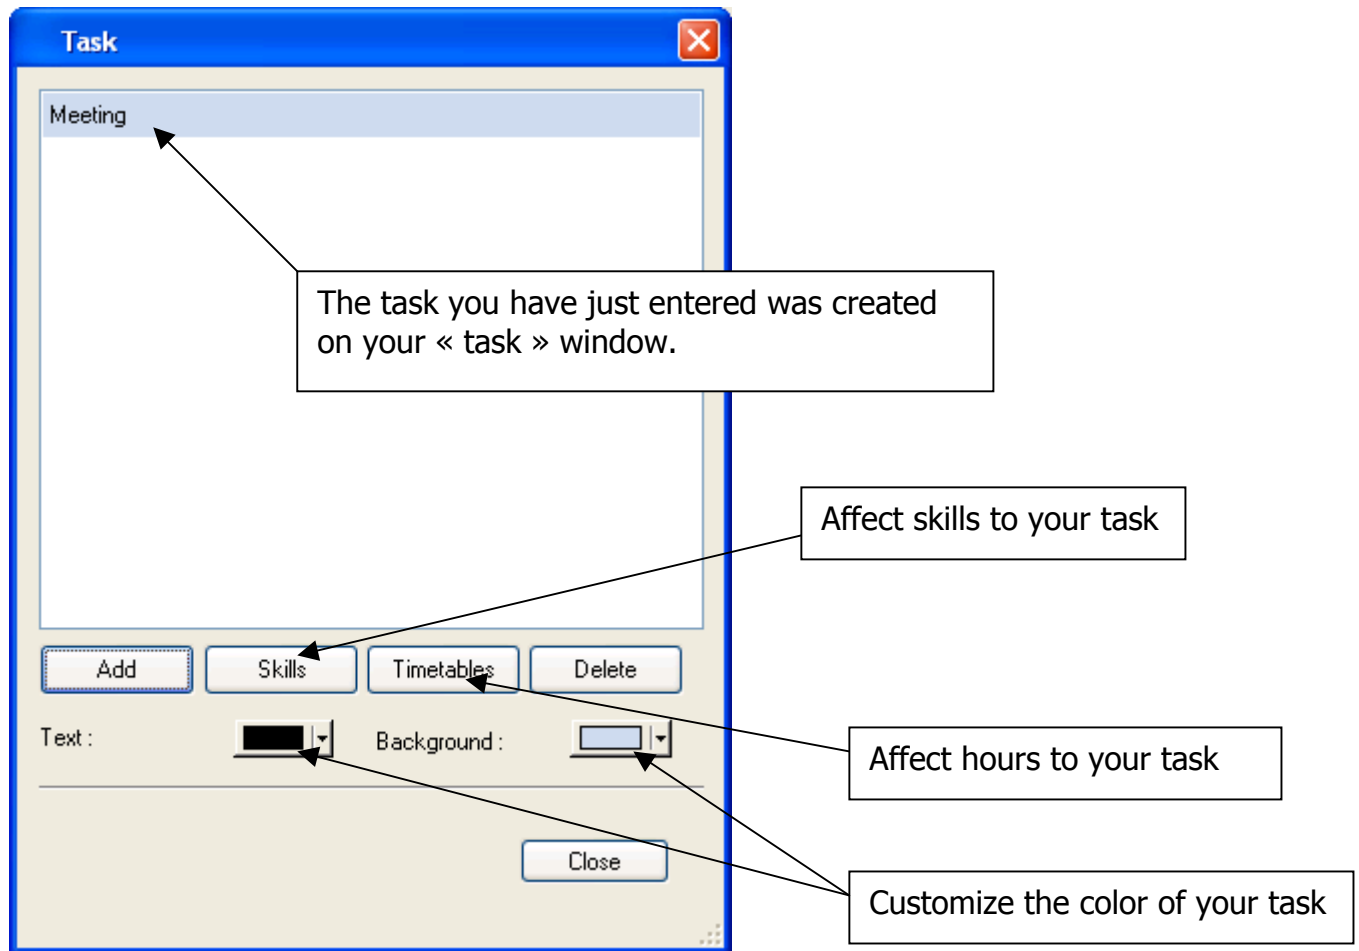 Task
Meeting
The task you have just entered was created
on your « task » window.
Affect skills to your task
Add Skills Timetables Delete
Text : Background :
Affect hours to your task
Close
Customize the color of your task